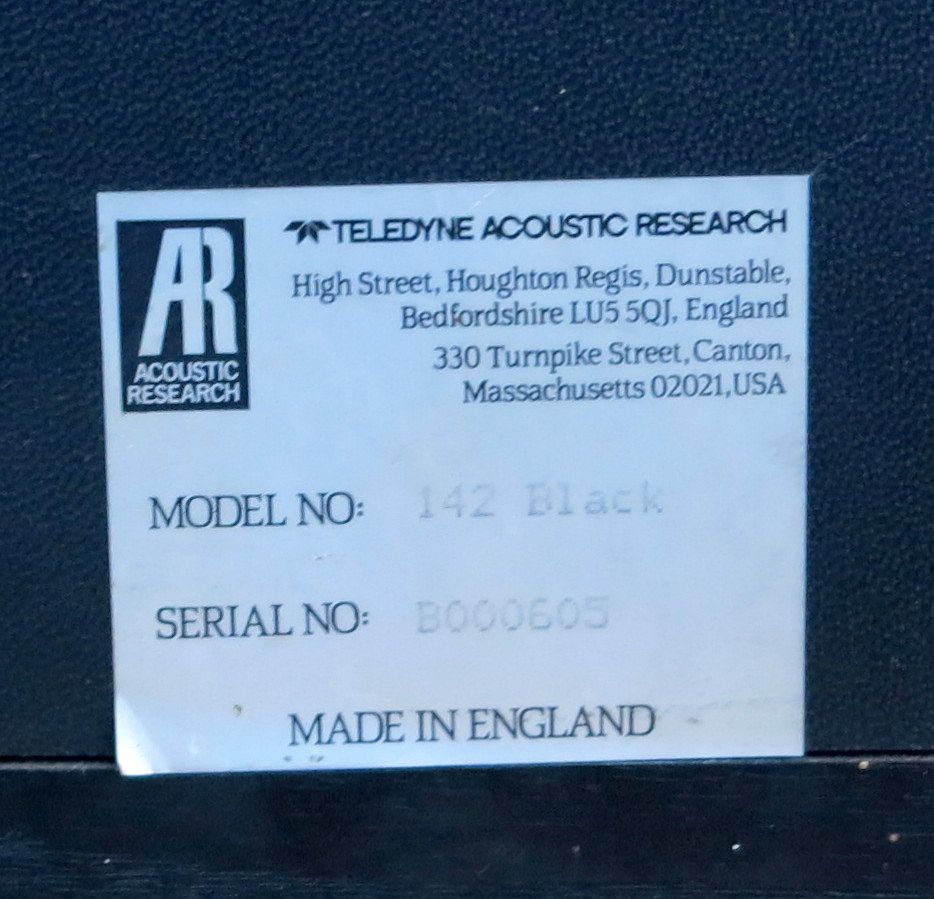 AR
ACOUSTIC
RESEARCH
TELEDYNE ACOUSTIC RESEARCH
High Street, Houghton Regis, Dunstable,
Bedfordshire LU5 5QJ, England
330 Turnpike Street, Canton,
Massachusetts 02021, USA
MODEL NO: 142 Black
SERIAL NO: B000605
MADE IN ENGLAND